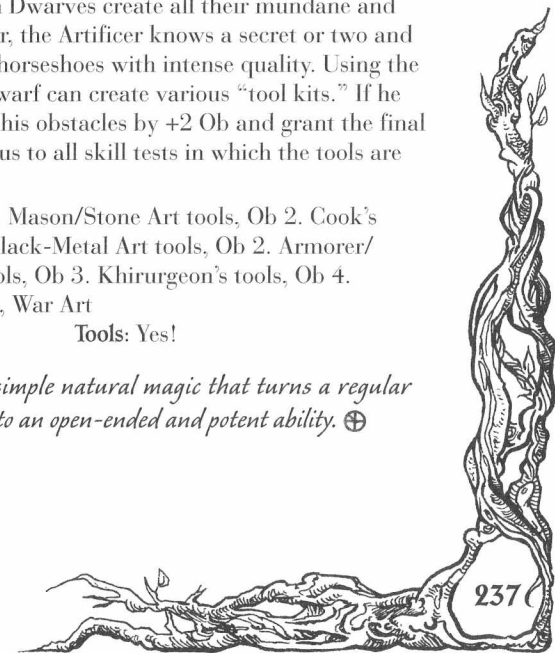 Dwarves create all their mundane and
, the Artificer knows a secret or two and
horseshoes with intense quality. Using the
can create various “tool kits.” If he
his obstacles by +2 Ob and grant the final
to all skill tests in which the tools are
Mason/Stone Art tools, Ob 2. Cook’s
Metal Art tools, Ob 2. Armorer/
Ob 3. Khirurgeon’s tools, Ob 4.
, War Art
Tools: Yes!
simple natural magic that turns a regular
to an open-ended and potent ability.
237